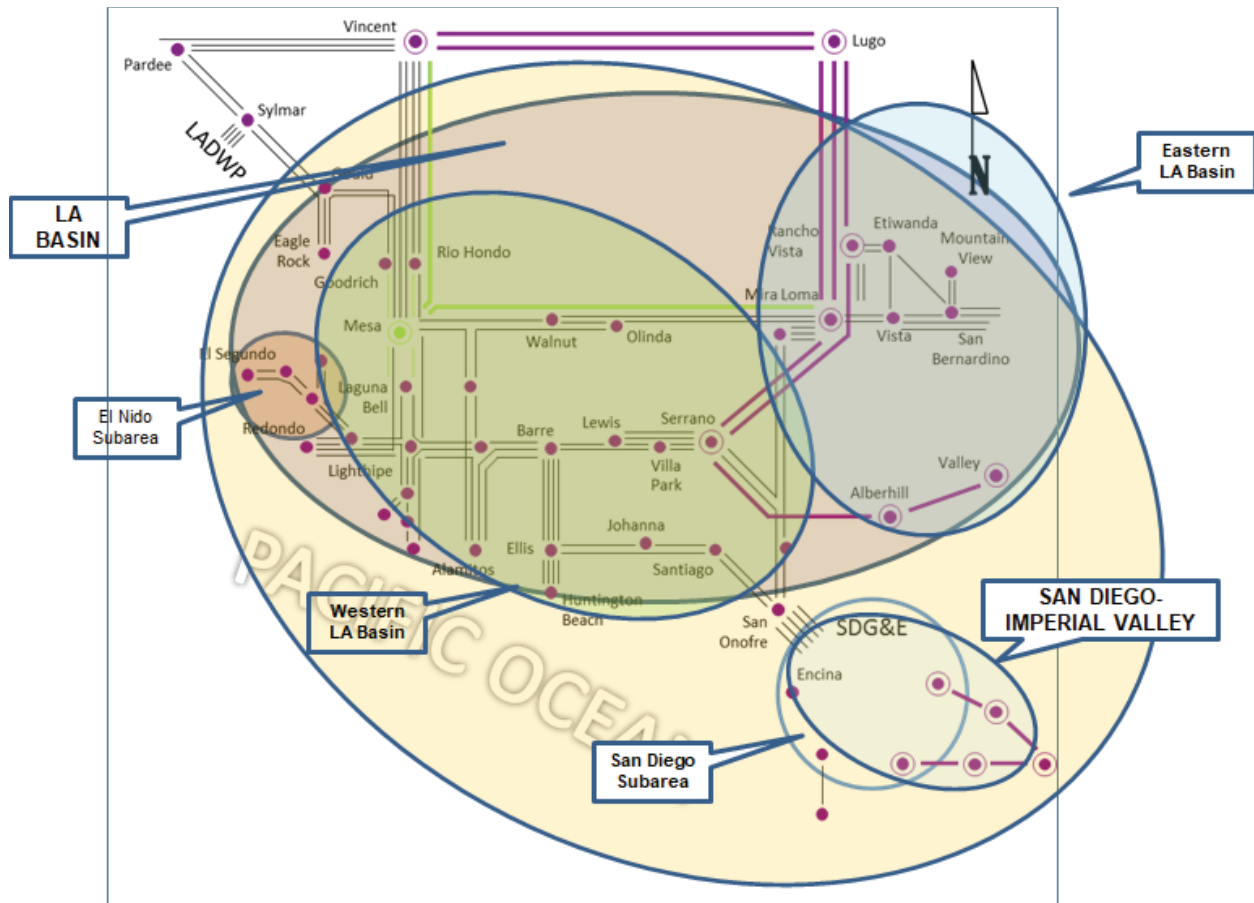 Vincent
Lugo
Pardee
Sylmar
LADWP
Gould
Eastern
LA Basin
N
LA
BASIN
Eagle
Rock
Goodrich
Rio Hondo
Rancho
Vista
Etiwanda
Mountain
View
Mira Loma
Mesa
Walnut
Olinda
Vista
San
Bernardino
El Segundo
El Nido
Subarea
Laguna
Bell
Redondo
Lighthipe
Barre
Lewis
Serrano
Villa
Park
Valley
Alberhill
Johanna
Ellis
Santiago
Alamitos
PACIFIC OCEAN
Western
LA Basin
Huntington
Beach
San
Onofre
SDG&E
SAN DIEGO-
IMPERIAL VALLEY
Encina
San Diego
Subarea